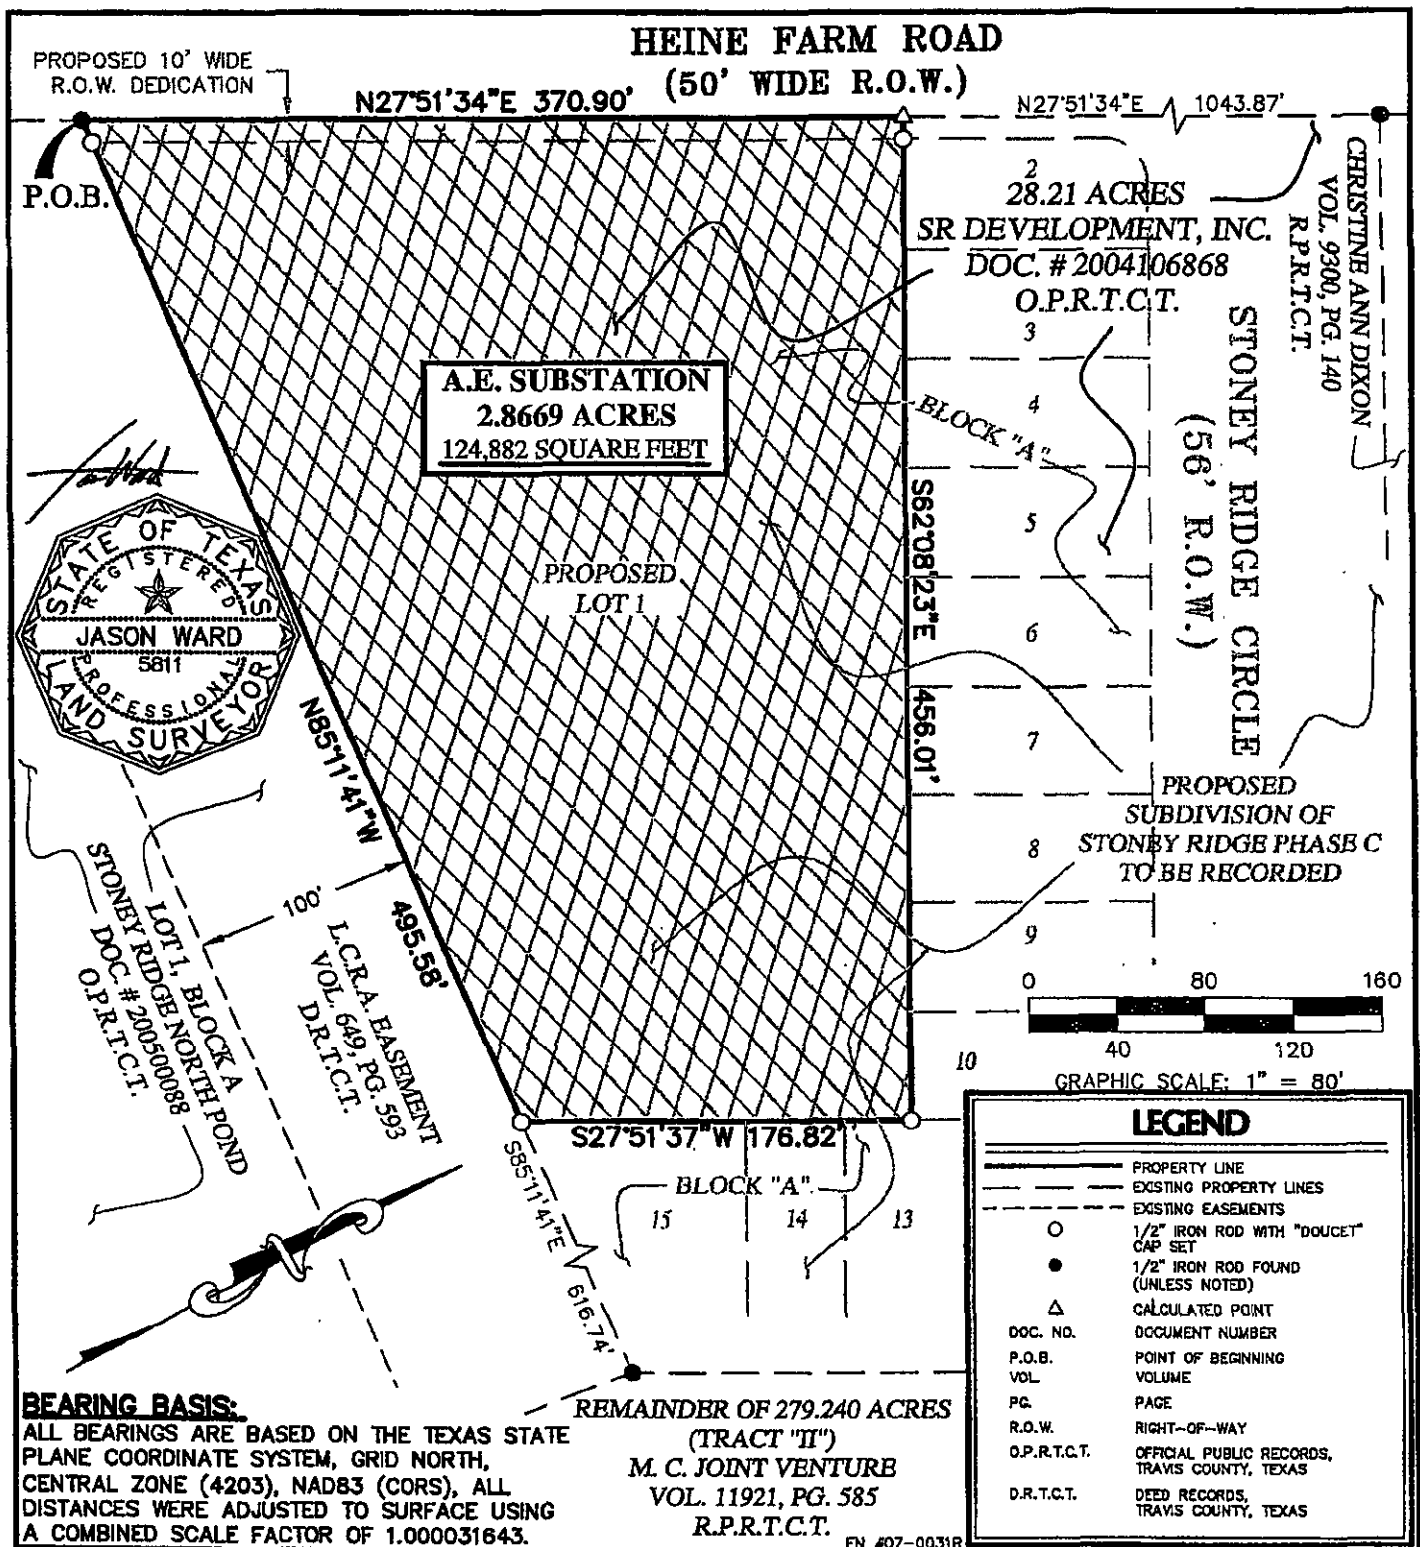 HEINE FARM ROAD
(50' WIDE R.O.W.)
PROPOSED 10' WIDE
R.O.W. DEDICATION
N27°51'34"E 370.90'
N27°51'34"E 1043.87'
P.O.B.
2
28.21 ACRES
SR DEVELOPMENT, INC.
DOC. # 2004106868
O.P.R.T.C.T.
CHRISTINE ANN DIXON
VOL. 9300, PG. 140
R.P.R.T.C.T.
STONEY RIDGE CIRCLE
(56' R.O.W.)
3
4
5
6
7
8
9
10
BLOCK "A"
A.E. SUBSTATION
2.8669 ACRES
124,882 SQUARE FEET
PROPOSED
LOT 1
S62°08'23"E 456.01'
STATE OF TEXAS
REGISTERED
JASON WARD
5811
PROFESSIONAL
LAND SURVEYOR
N85°11'41"W 495.58'
PROPOSED
SUBDIVISION OF
STONEY RIDGE PHASE C
TO BE RECORDED
100'
LOT 1, BLOCK A
STONEY RIDGE NORTH POND
DOC. # 200500088
O.P.R.T.C.T.
L.C.R.A. EASEMENT
VOL. 649, PG. 593
D.R.T.C.T.
0 80 160
40 120
GRAPHIC SCALE: 1" = 80'
S27°51'37"W 176.82'
BLOCK "A"
15 14 13
S85°11'41"E 616.74'
LEGEND
PROPERTY LINE
EXISTING PROPERTY LINES
EXISTING EASEMENTS
1/2" IRON ROD WITH "DOUCET"
CAP SET
1/2" IRON ROD FOUND
(UNLESS NOTED)
CALCULATED POINT
DOC. NO. DOCUMENT NUMBER
P.O.B. POINT OF BEGINNING
VOL. VOLUME
PG. PAGE
R.O.W. RIGHT-OF-WAY
O.P.R.T.C.T. OFFICIAL PUBLIC RECORDS,
TRAVIS COUNTY, TEXAS
D.R.T.C.T. DEED RECORDS,
TRAVIS COUNTY, TEXAS
BEARING BASIS:
ALL BEARINGS ARE BASED ON THE TEXAS STATE
PLANE COORDINATE SYSTEM, GRID NORTH,
CENTRAL ZONE (4203), NAD83 (CORS), ALL
DISTANCES WERE ADJUSTED TO SURFACE USING
A COMBINED SCALE FACTOR OF 1.000031643.
REMAINDER OF 279.240 ACRES
(TRACT "II")
M. C. JOINT VENTURE
VOL. 11921, PG. 585
R.P.R.T.C.T.